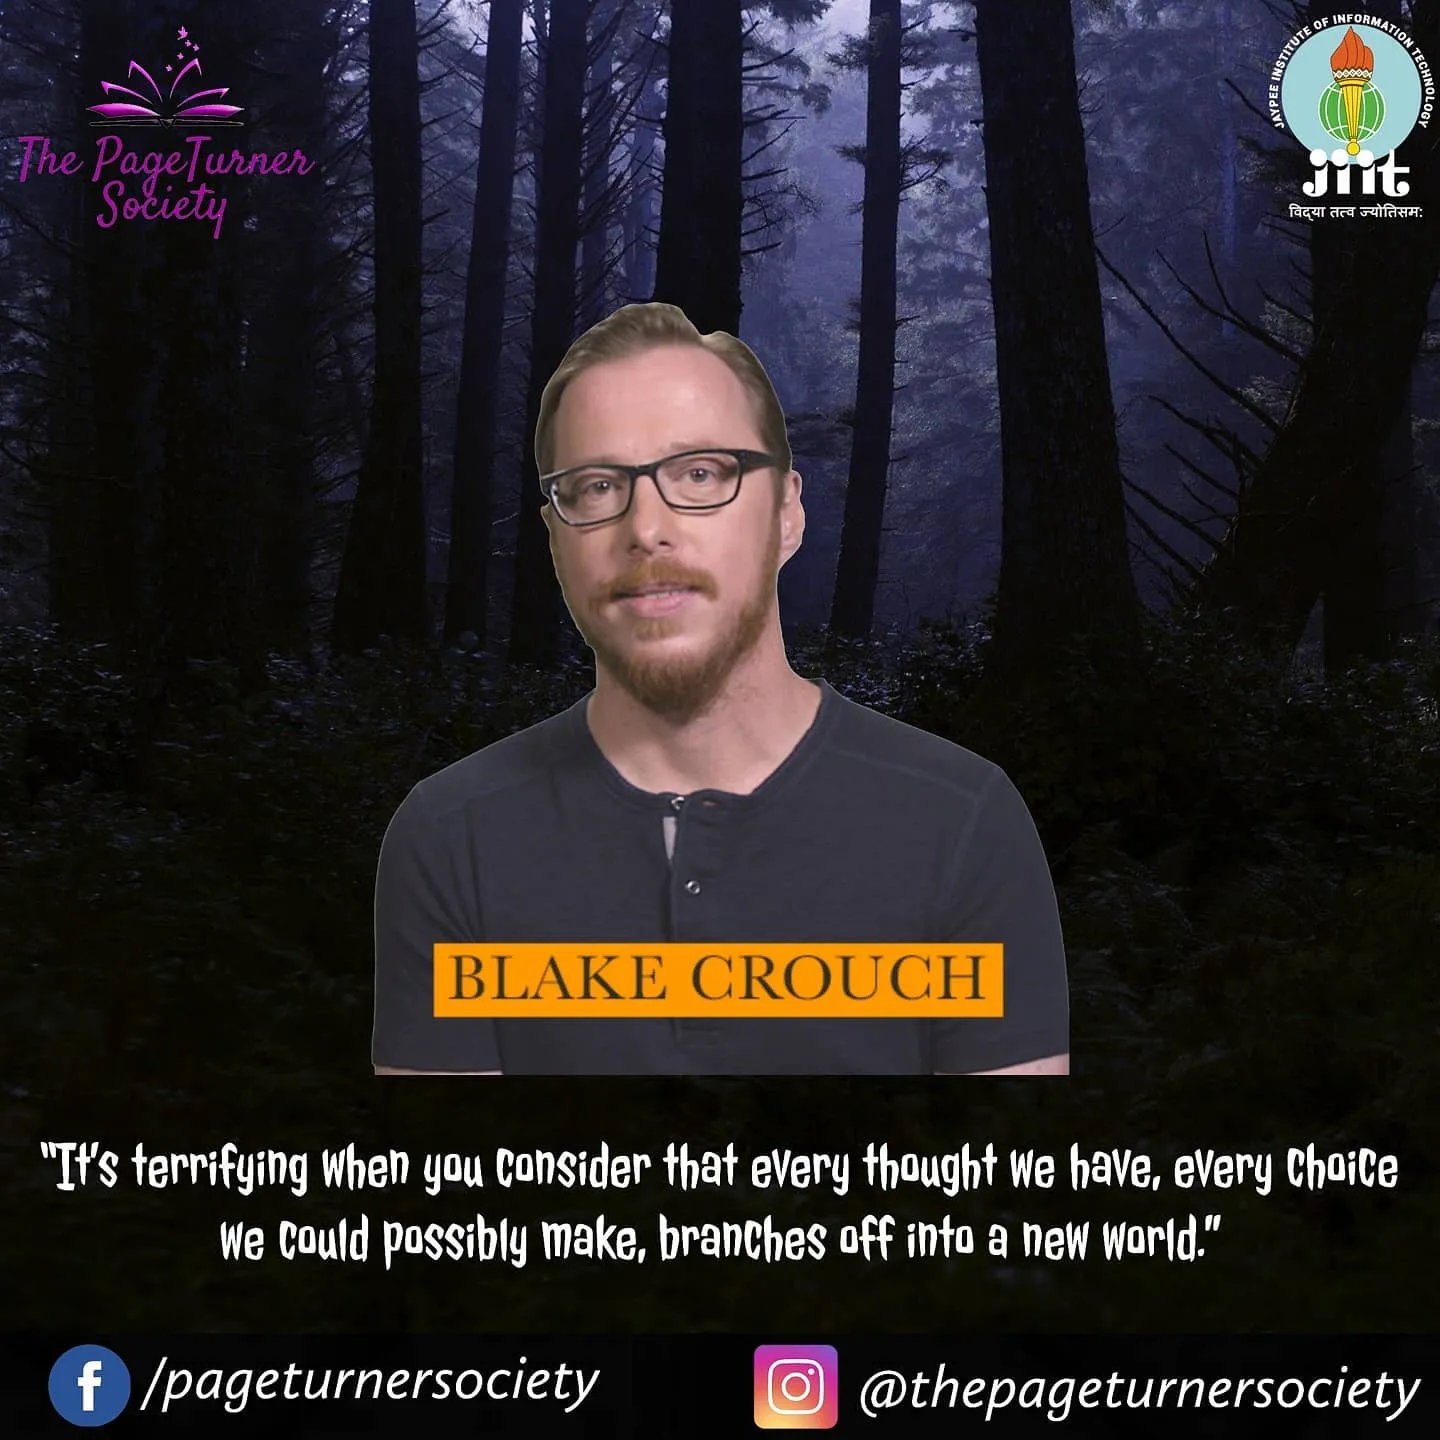 The PageTurner
Society
JAYPEE INSTITUTE OF INFORMATION TECHNOLOGY
jiit
विद्या तत्व ज्योतिसम:
BLAKE CROUCH
"It's terrifying when you consider that every thought we have, every choice
we could possibly make, branches off into a new world."
f /pageturnersociety
@thepageturnersociety